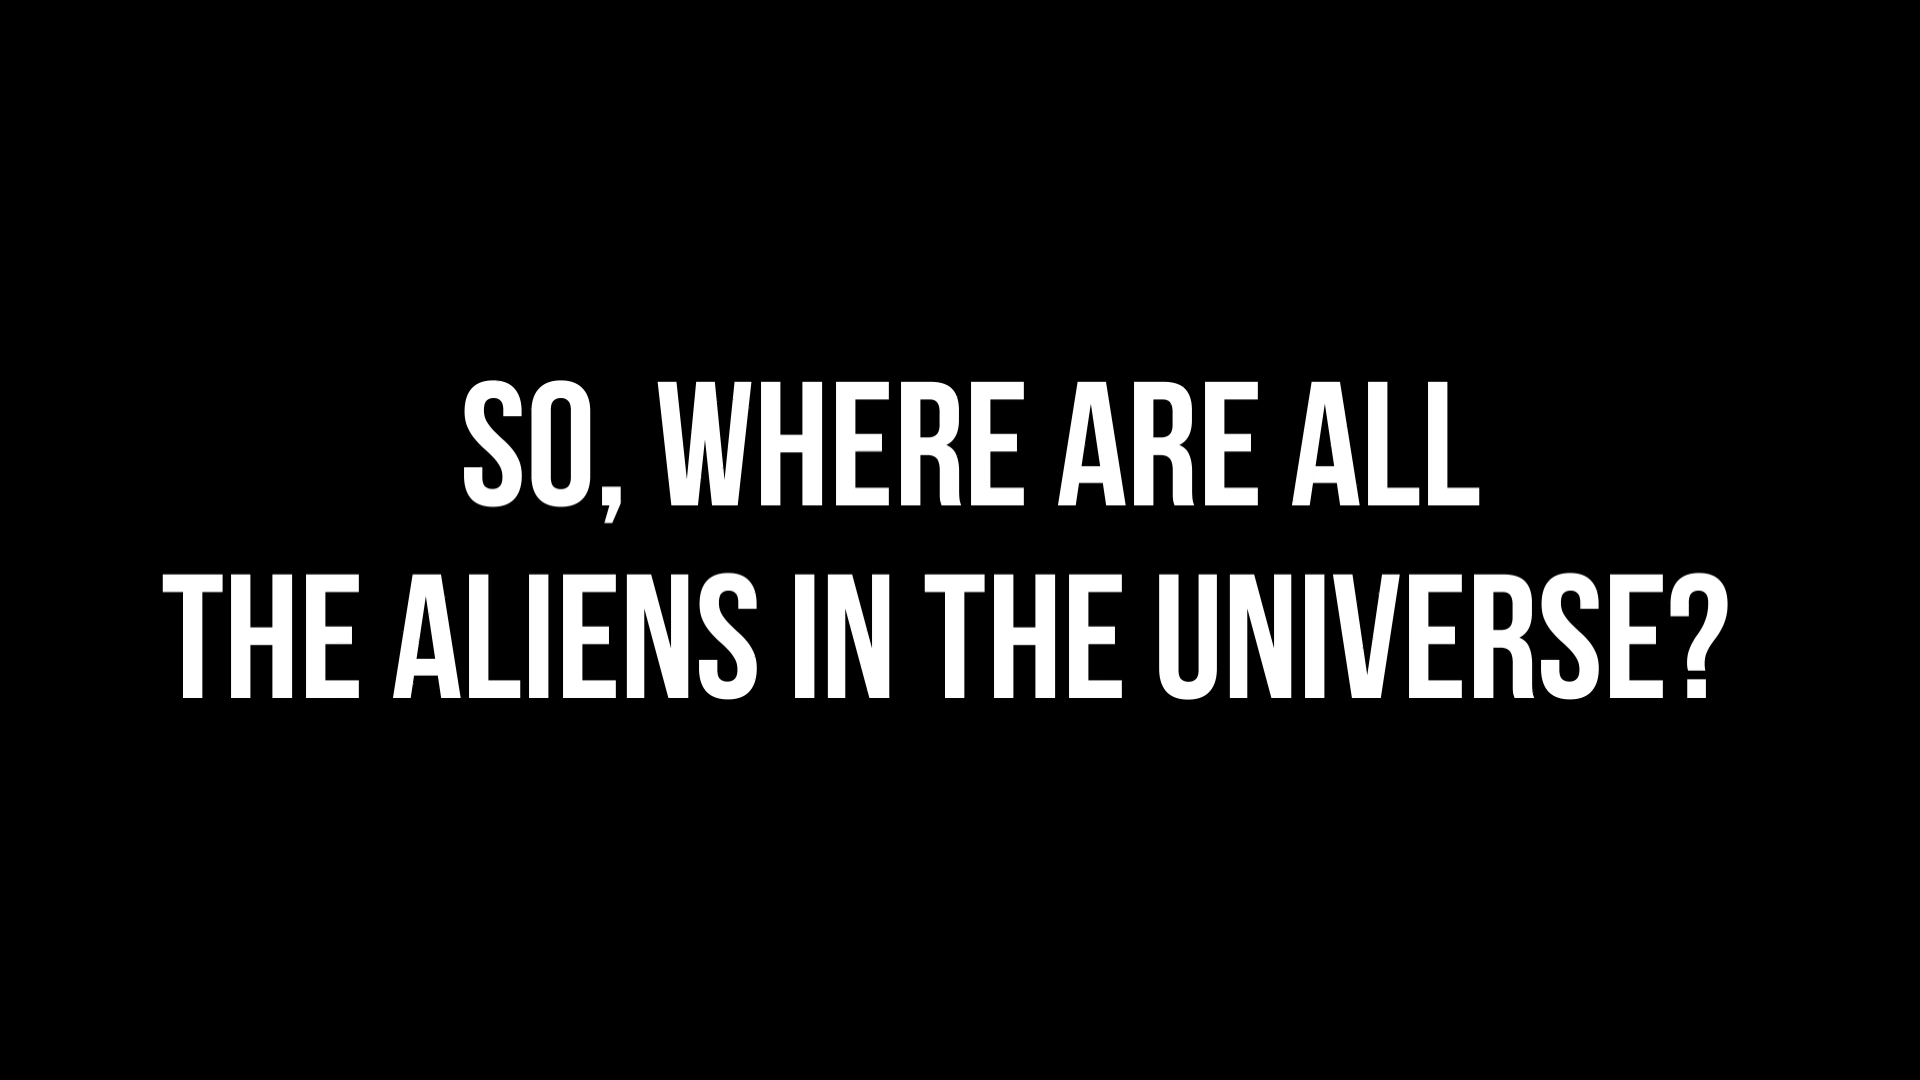 SO, WHERE ARE ALL
THE ALIENS IN THE UNIVERSE?